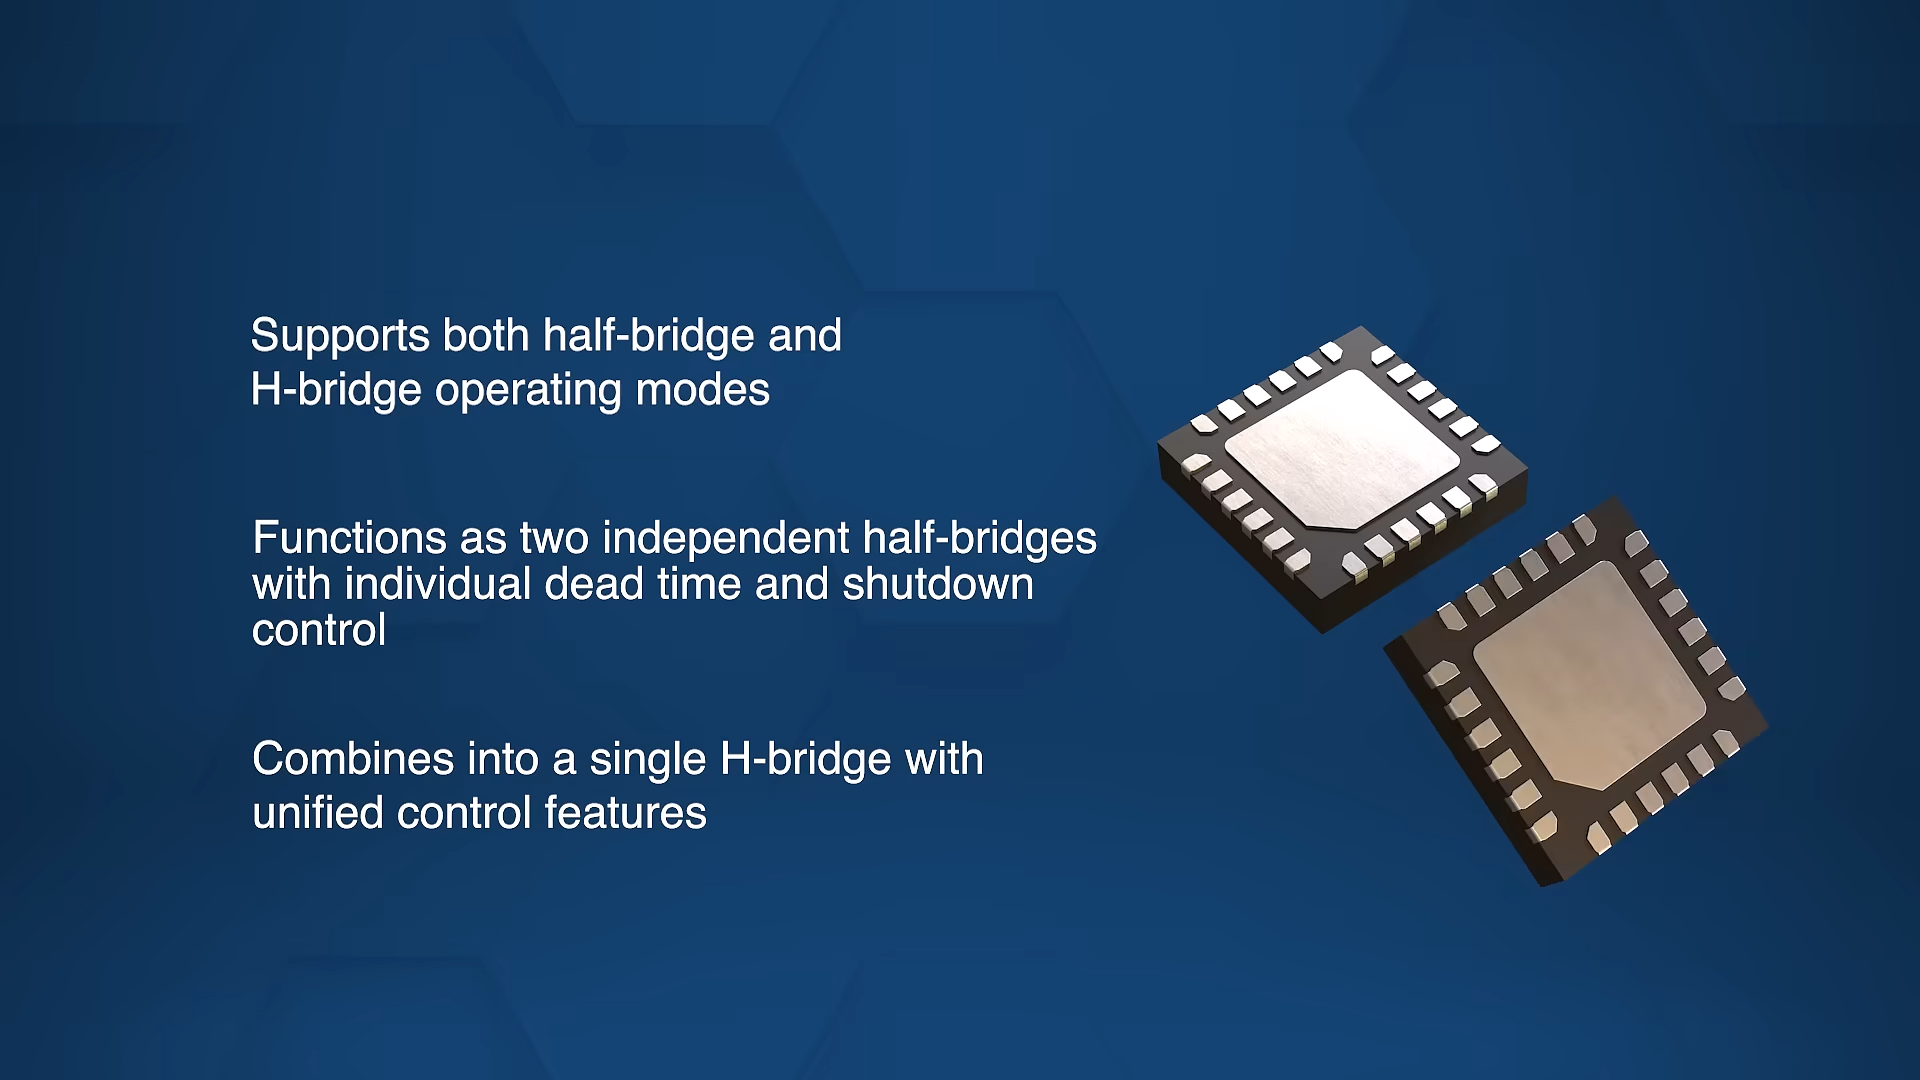 Supports both half-bridge and
H-bridge operating modes
Functions as two independent half-bridges
with individual dead time and shutdown
control
Combines into a single H-bridge with
unified control features